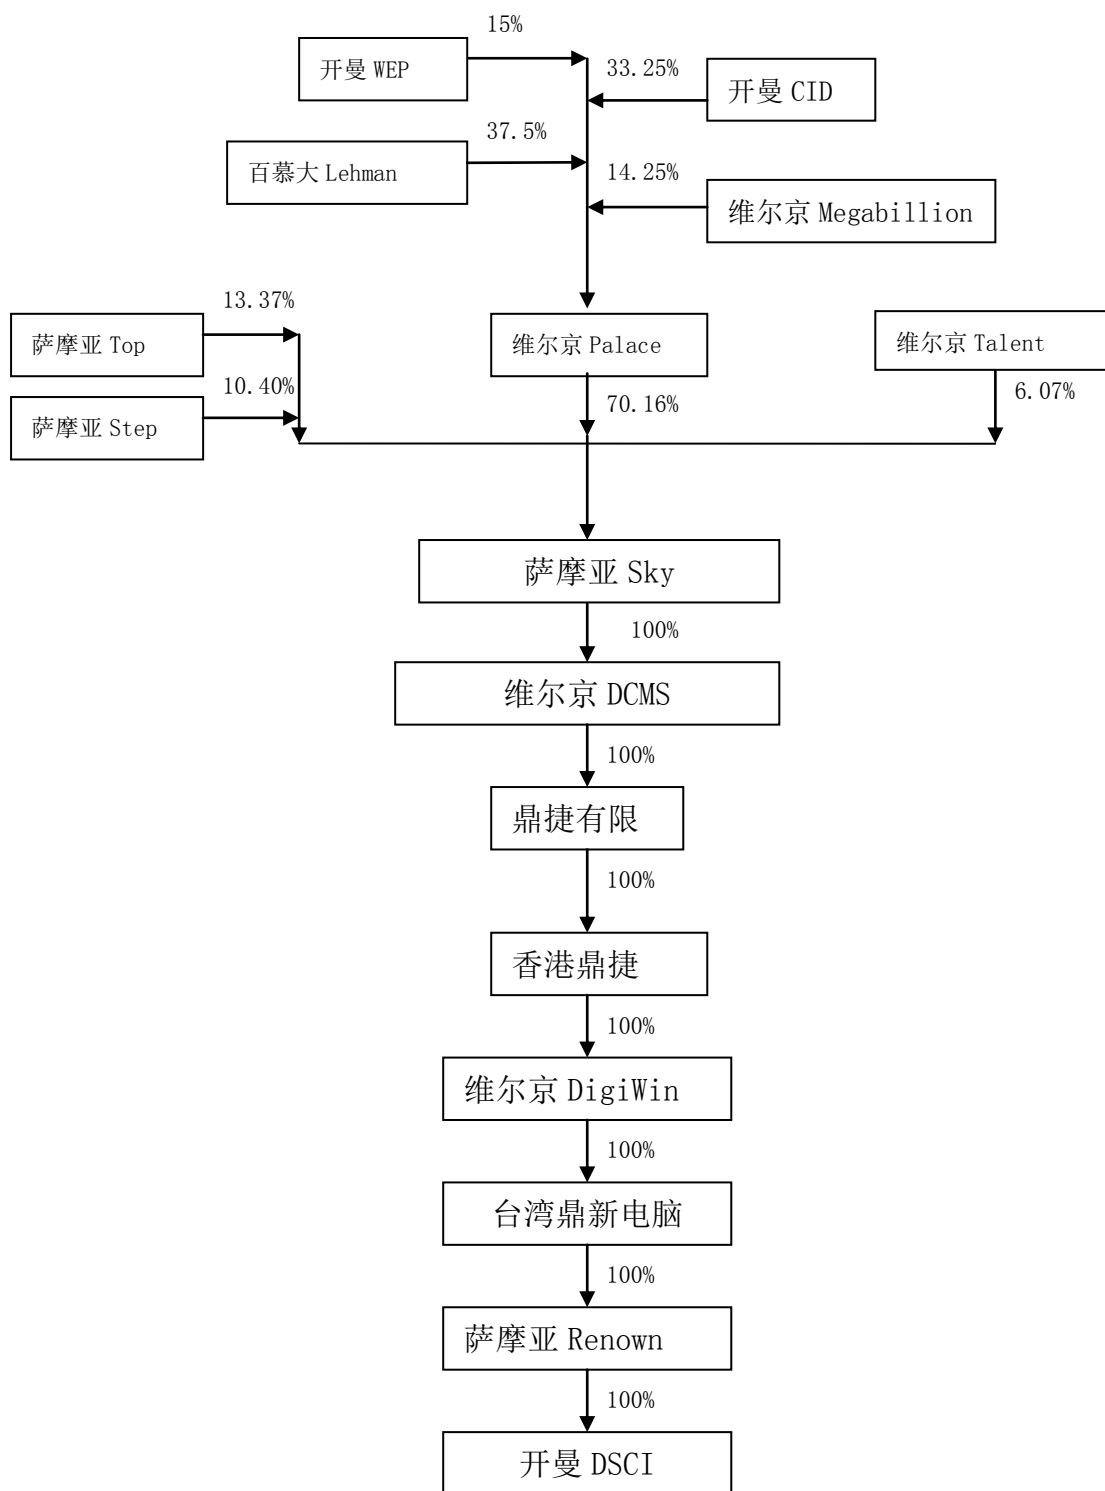 15%
开曼 WEP
33.25%
开曼 CID
37.5%
百慕大 Lehman
14.25%
维尔京 Megabillion
13.37%
萨摩亚 Top
维尔京 Palace
维尔京 Talent
10.40%
70.16%
6.07%
萨摩亚 Step
萨摩亚 Sky
100%
维尔京 DCMS
100%
鼎捷有限
100%
香港鼎捷
100%
维尔京 DigiWin
100%
台湾鼎新电脑
100%
萨摩亚 Renown
100%
开曼 DSCI